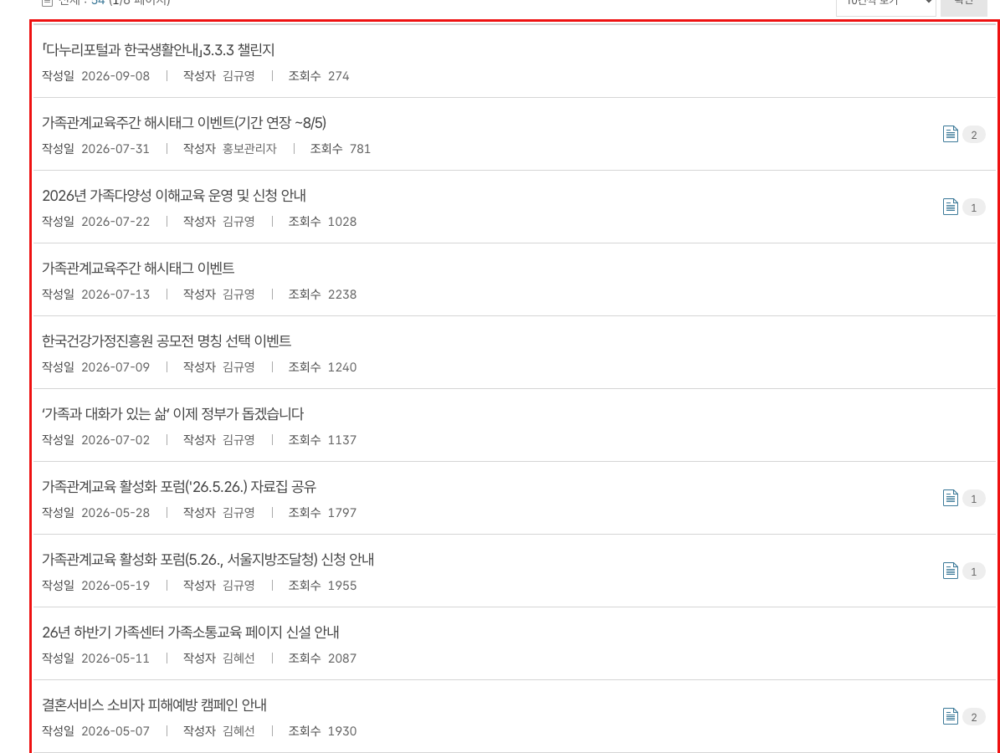 전체 : 54 (1/6 페이지)
10건씩 보기
확인
「다누리포털과 한국생활안내」3.3.3 챌린지
작성일 2026-09-08 작성자 김규영 조회수 274
가족관계교육주간 해시태그 이벤트(기간 연장 ~8/5)
2
작성일 2026-07-31 작성자 홍보관리자 조회수 781
2026년 가족다양성 이해교육 운영 및 신청 안내
1
작성일 2026-07-22 작성자 김규영 조회수 1028
가족관계교육주간 해시태그 이벤트
작성일 2026-07-13 작성자 김규영 조회수 2238
한국건강가정진흥원 공모전 명칭 선택 이벤트
작성일 2026-07-09 작성자 김규영 조회수 1240
‘가족과 대화가 있는 삶’ 이제 정부가 돕겠습니다
작성일 2026-07-02 작성자 김규영 조회수 1137
가족관계교육 활성화 포럼('26.5.26.) 자료집 공유
1
작성일 2026-05-28 작성자 김규영 조회수 1797
가족관계교육 활성화 포럼(5.26., 서울지방조달청) 신청 안내
1
작성일 2026-05-19 작성자 김규영 조회수 1955
26년 하반기 가족센터 가족소통교육 페이지 신설 안내
작성일 2026-05-11 작성자 김혜선 조회수 2087
결혼서비스 소비자 피해예방 캠페인 안내
2
작성일 2026-05-07 작성자 김혜선 조회수 1930